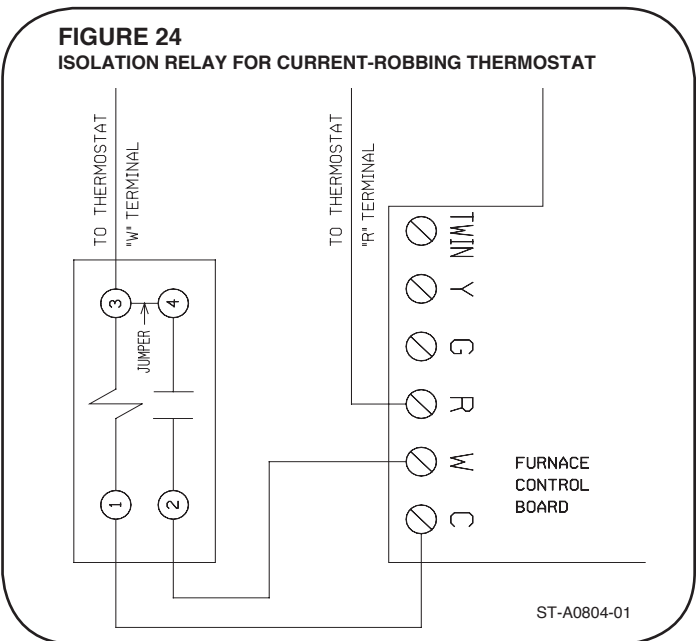 FIGURE 24
ISOLATION RELAY FOR CURRENT-ROBBING THERMOSTAT
TO THERMOSTAT
"W" TERMINAL
TO THERMOSTAT
"R" TERMINAL
TWIN
Y
G
R
W
C
3
4
JUMPER
1
2
FURNACE
CONTROL
BOARD
ST-A0804-01